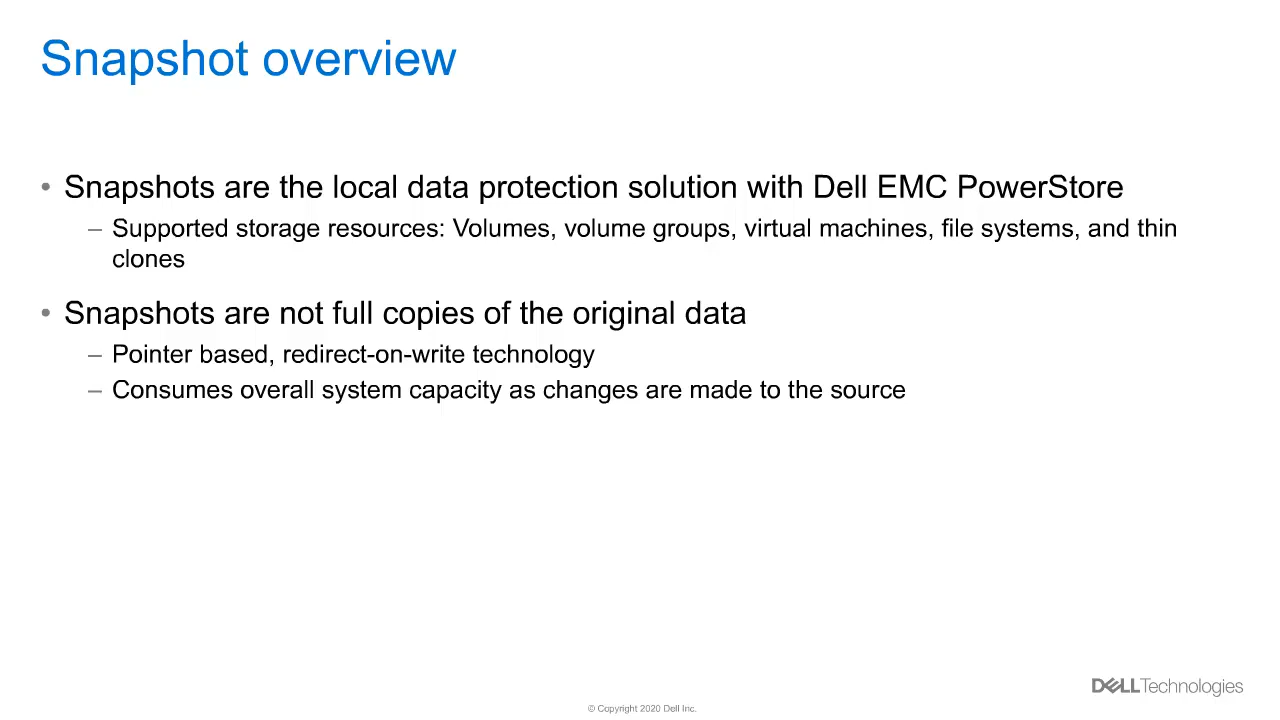 Snapshot overview
• Snapshots are the local data protection solution with Dell EMC PowerStore
– Supported storage resources: Volumes, volume groups, virtual machines, file systems, and thin
clones
• Snapshots are not full copies of the original data
– Pointer based, redirect-on-write technology
– Consumes overall system capacity as changes are made to the source
DELLTechnologies
© Copyright 2020 Dell Inc.